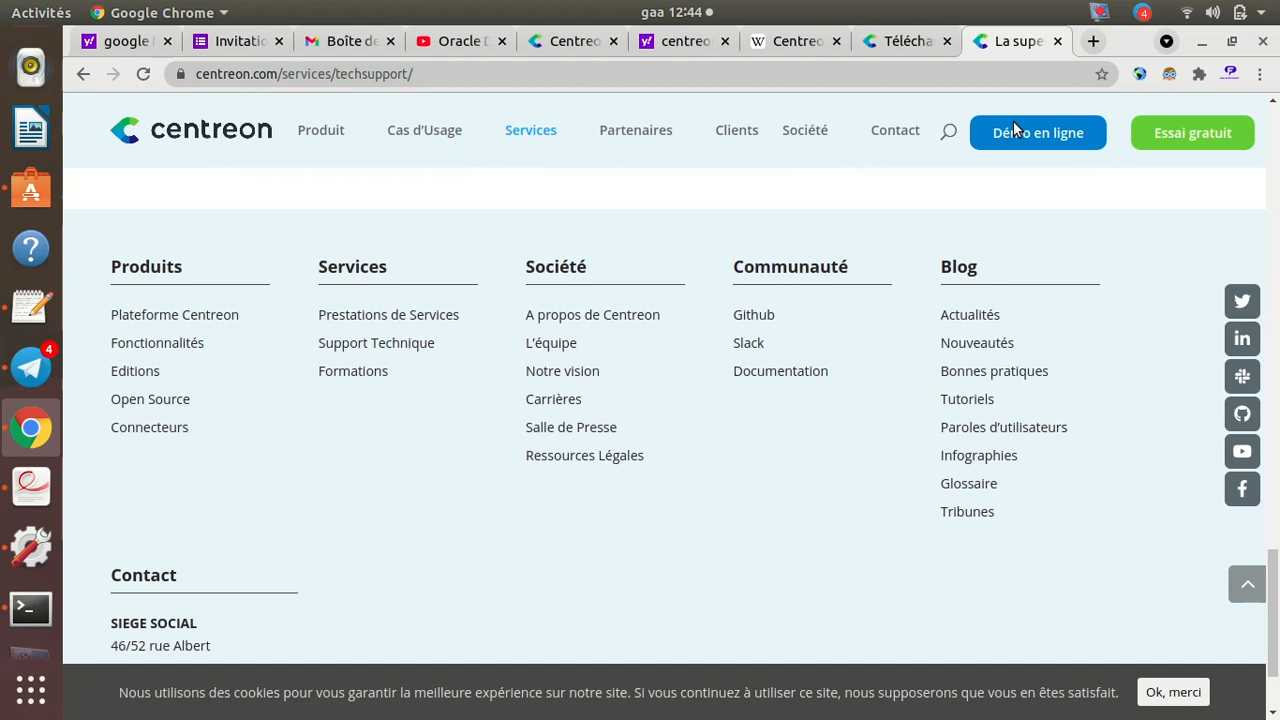 Activités
Google Chrome
gaa 12:44
4
google
Invitatio
Boîte de
Oracle D
Centreo
centreo
Centreo
Télécha
La supe
centreon.com/services/techsupport/
centreon
Produit
Cas d’Usage
Services
Partenaires
Clients
Société
Contact
Démo en ligne
Essai gratuit
Produits
Plateforme Centreon
Fonctionnalités
Editions
Open Source
Connecteurs
Services
Prestations de Services
Support Technique
Formations
Société
A propos de Centreon
L’équipe
Notre vision
Carrières
Salle de Presse
Ressources Légales
Communauté
Github
Slack
Documentation
Blog
Actualités
Nouveautés
Bonnes pratiques
Tutoriels
Paroles d’utilisateurs
Infographies
Glossaire
Tribunes
4
Contact
SIEGE SOCIAL
46/52 rue Albert
Nous utilisons des cookies pour vous garantir la meilleure expérience sur notre site. Si vous continuez à utiliser ce site, nous supposerons que vous en êtes satisfait.
Ok, merci